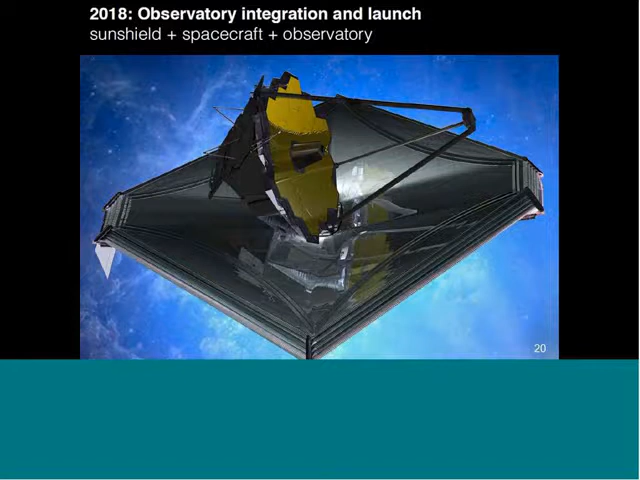 2018: Observatory integration and launch
sunshield + spacecraft + observatory
20